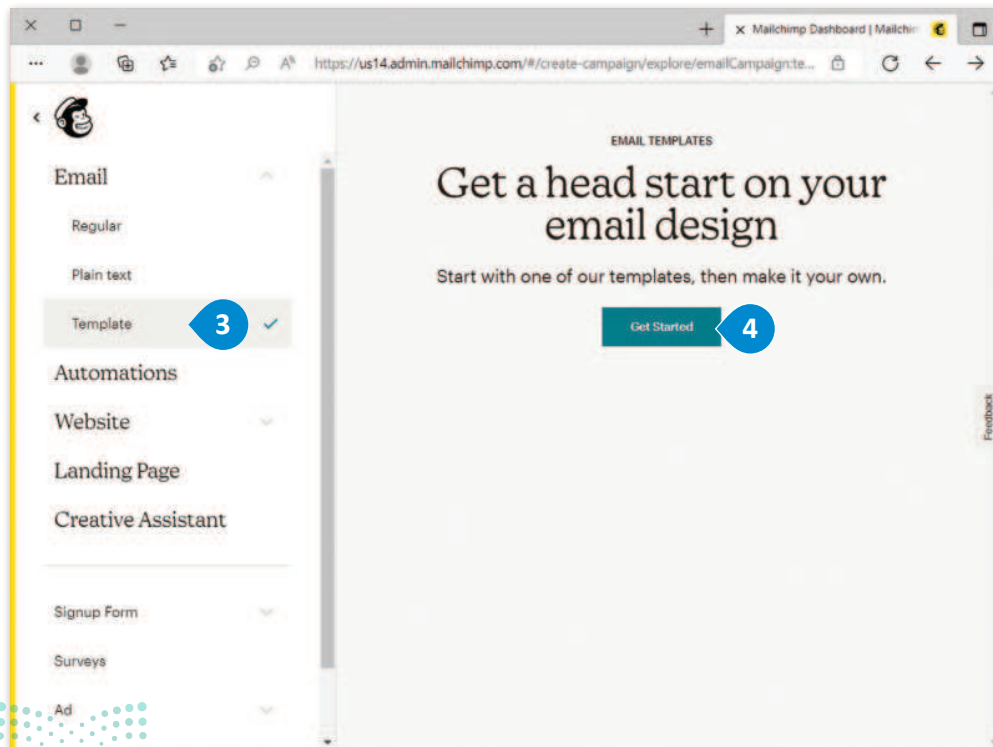 Mailchimp Dashboard | Mailchi
https://us14.admin.mailchimp.com/#/create-campaign/explore/emailCampaign:te...
Email
Regular
Plain text
Template
3
Automations
Website
Landing Page
Creative Assistant
Signup Form
Surveys
Ad
EMAIL TEMPLATES
Get a head start on your
email design
Start with one of our templates, then make it your own.
Get Started
4
Feedback